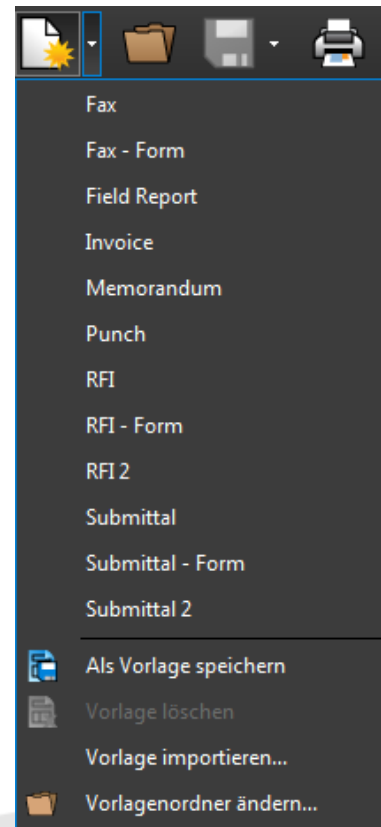 Fax
Fax - Form
Field Report
Invoice
Memorandum
Punch
RFI
RFI - Form
RFI 2
Submittal
Submittal - Form
Submittal 2
Als Vorlage speichern
Vorlage löschen
Vorlage importieren...
Vorlagenordner ändern...